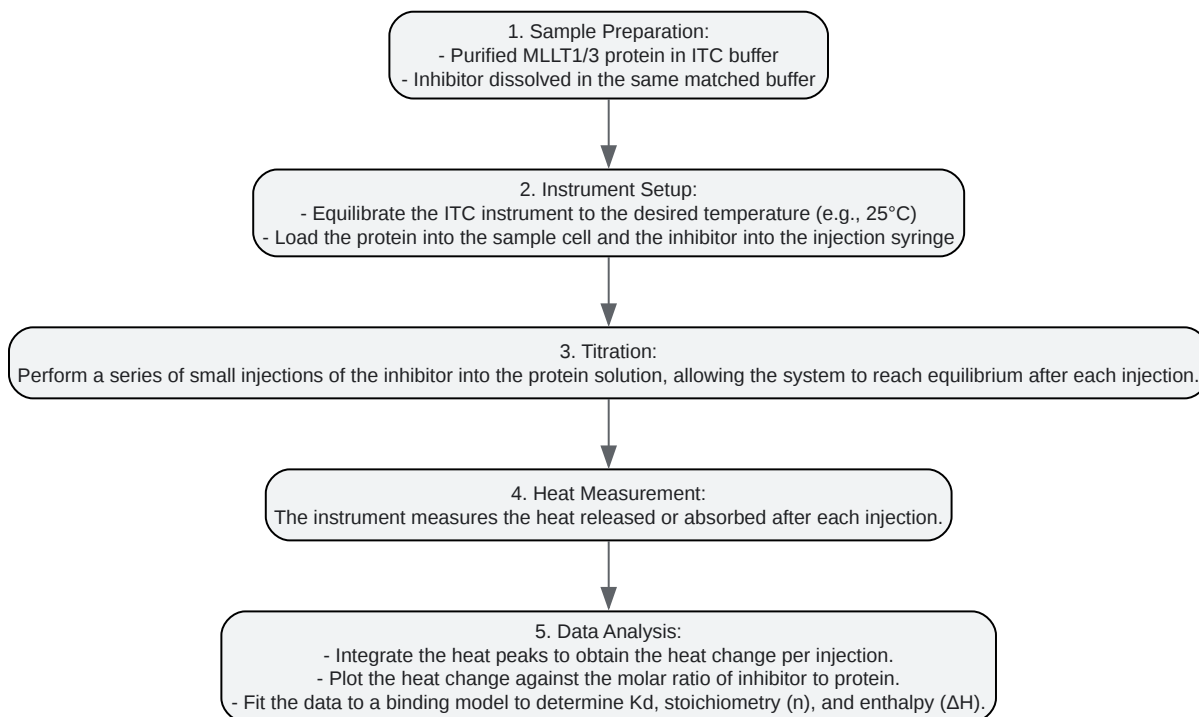 1. Sample Preparation:
- Purified MLLT1/3 protein in ITC buffer
- Inhibitor dissolved in the same matched buffer
2. Instrument Setup:
- Equilibrate the ITC instrument to the desired temperature (e.g., 25°C)
- Load the protein into the sample cell and the inhibitor into the injection syringe
3. Titration:
Perform a series of small injections of the inhibitor into the protein solution, allowing the system to reach equilibrium after each injection.
4. Heat Measurement:
The instrument measures the heat released or absorbed after each injection.
5. Data Analysis:
- Integrate the heat peaks to obtain the heat change per injection.
- Plot the heat change against the molar ratio of inhibitor to protein.
- Fit the data to a binding model to determine Kd, stoichiometry (n), and enthalpy (ΔH).